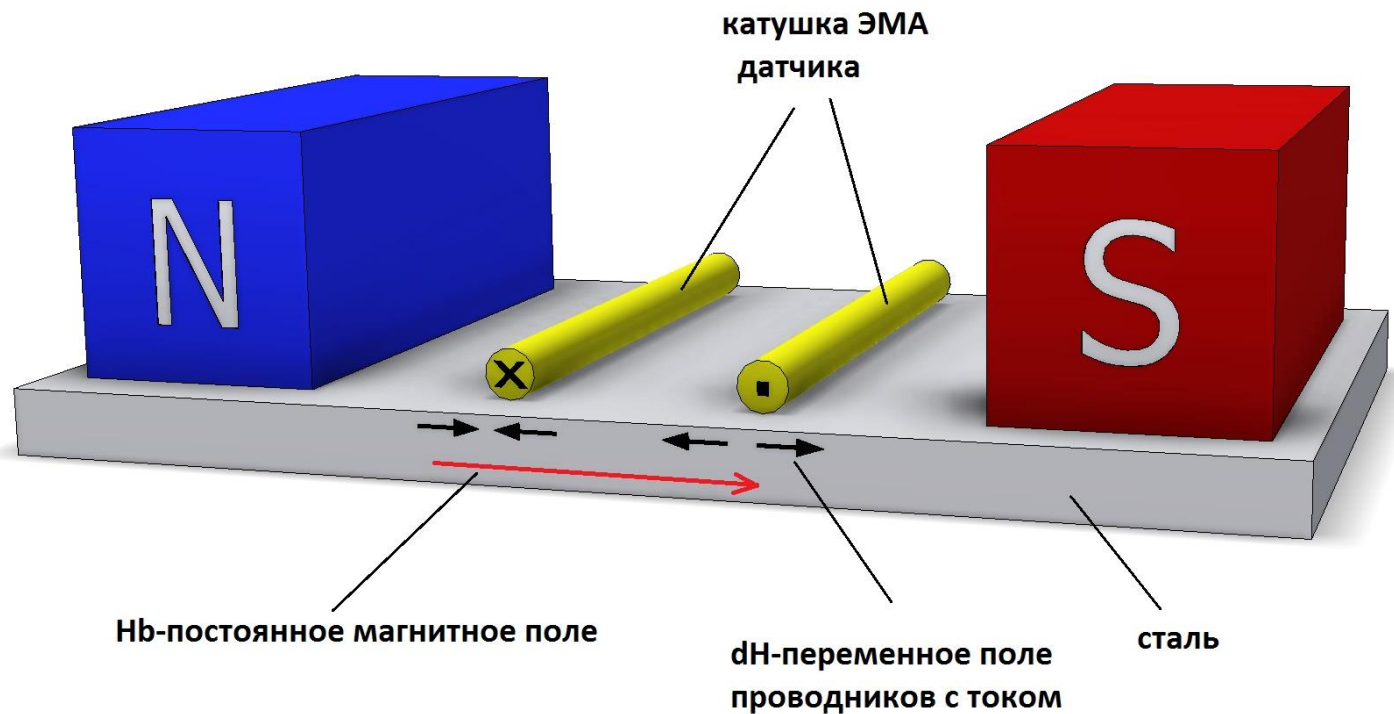 катушка ЭМА
датчика
N
S
X
Hb-постоянное магнитное поле
dH-переменное поле
проводников с током
сталь